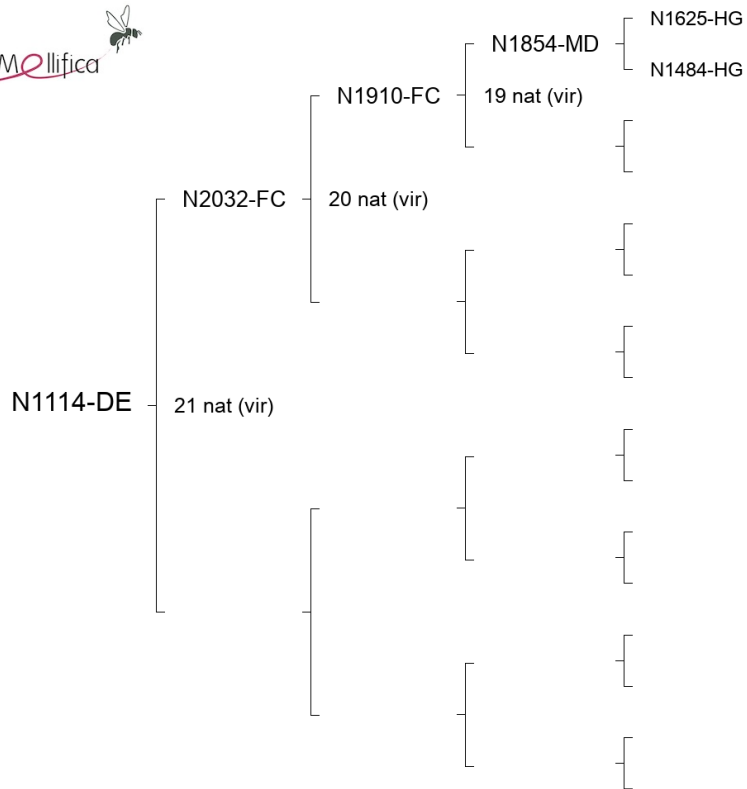 Mellifica
N1625-HG
N1854-MD
N1484-HG
N1910-FC
19 nat (vir)
N2032-FC
20 nat (vir)
N1114-DE
21 nat (vir)